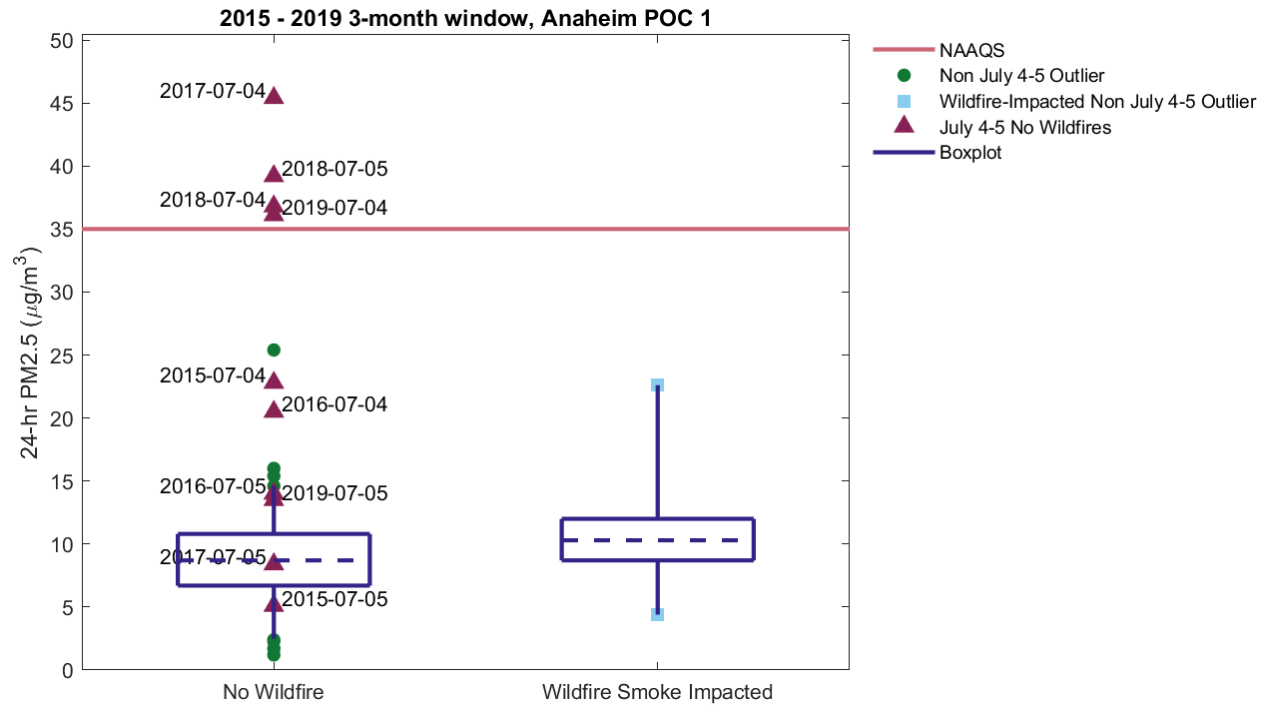 2015 - 2019 3-month window, Anaheim POC 1
24-hr PM2.5 (μg/m³)
50
45
40
35
30
25
20
15
10
5
0
2017-07-04
2018-07-05
2018-07-04
2019-07-04
2015-07-04
2016-07-04
2016-07-05
2019-07-05
2017-07-05
2015-07-05
No Wildfire
Wildfire Smoke Impacted
NAAQS
Non July 4-5 Outlier
Wildfire-Impacted Non July 4-5 Outlier
July 4-5 No Wildfires
Boxplot